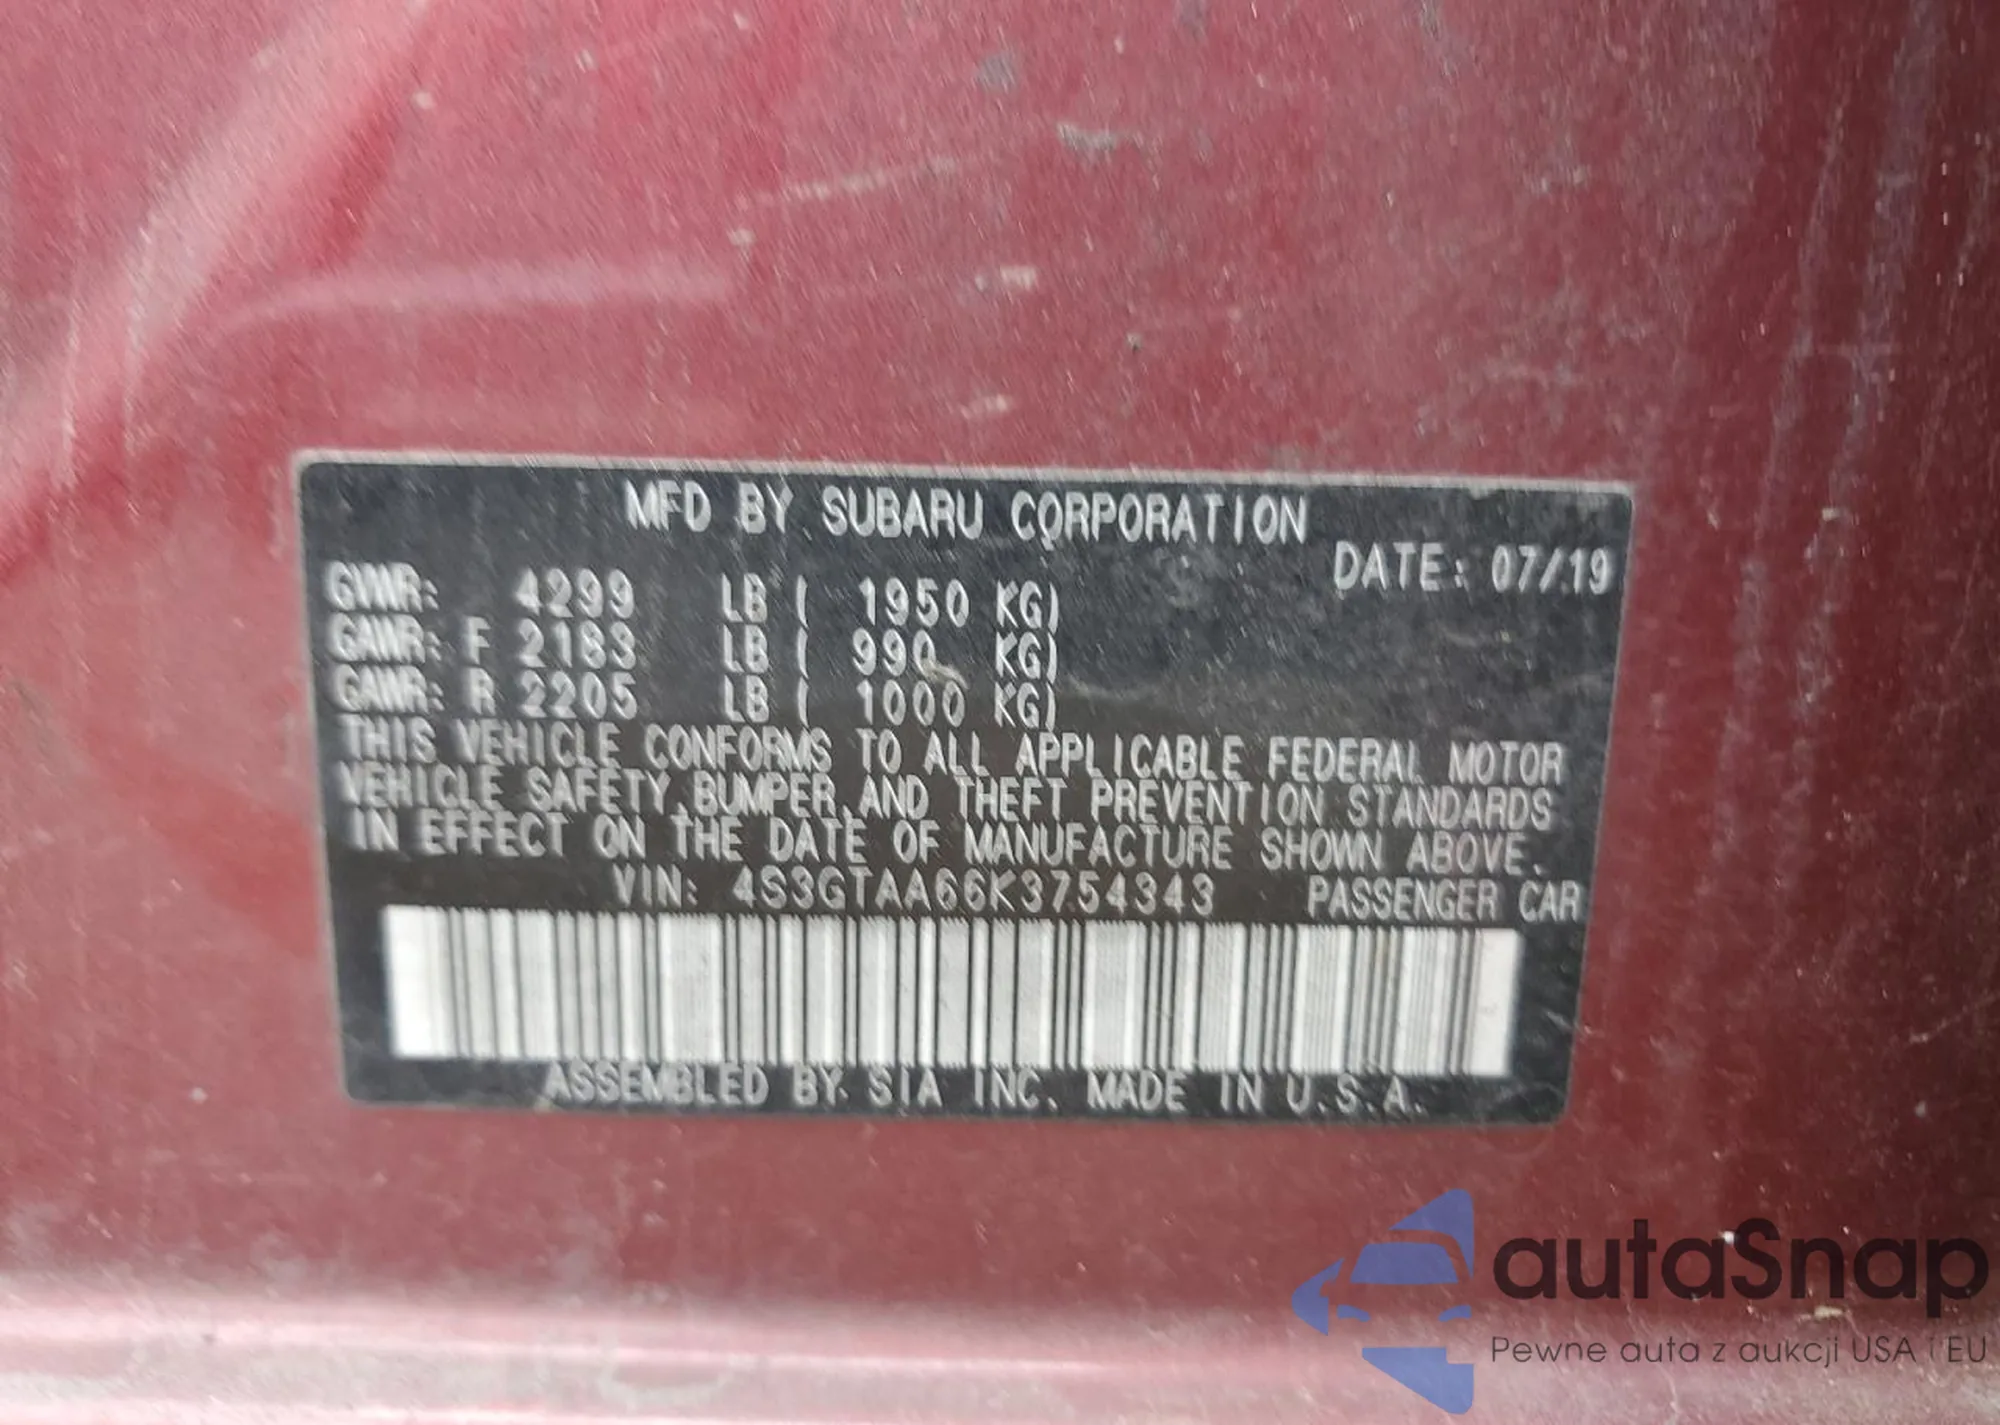 MFD BY SUBARU CORPORATION
DATE: 07/19
GVWR: 4299 LB ( 1950 KG)
GAWR: F 2183 LB ( 990 KG)
GAWR: R 2205 LB ( 1000 KG)
THIS VEHICLE CONFORMS TO ALL APPLICABLE FEDERAL MOTOR
VEHICLE SAFETY, BUMPER, AND THEFT PREVENTION STANDARDS
IN EFFECT ON THE DATE OF MANUFACTURE SHOWN ABOVE.
VIN: 4S3GTAA66K3754343 PASSENGER CAR
ASSEMBLED BY SIA INC. MADE IN U.S.A.
autaSnap
Pewne auta z aukcji USA i EU